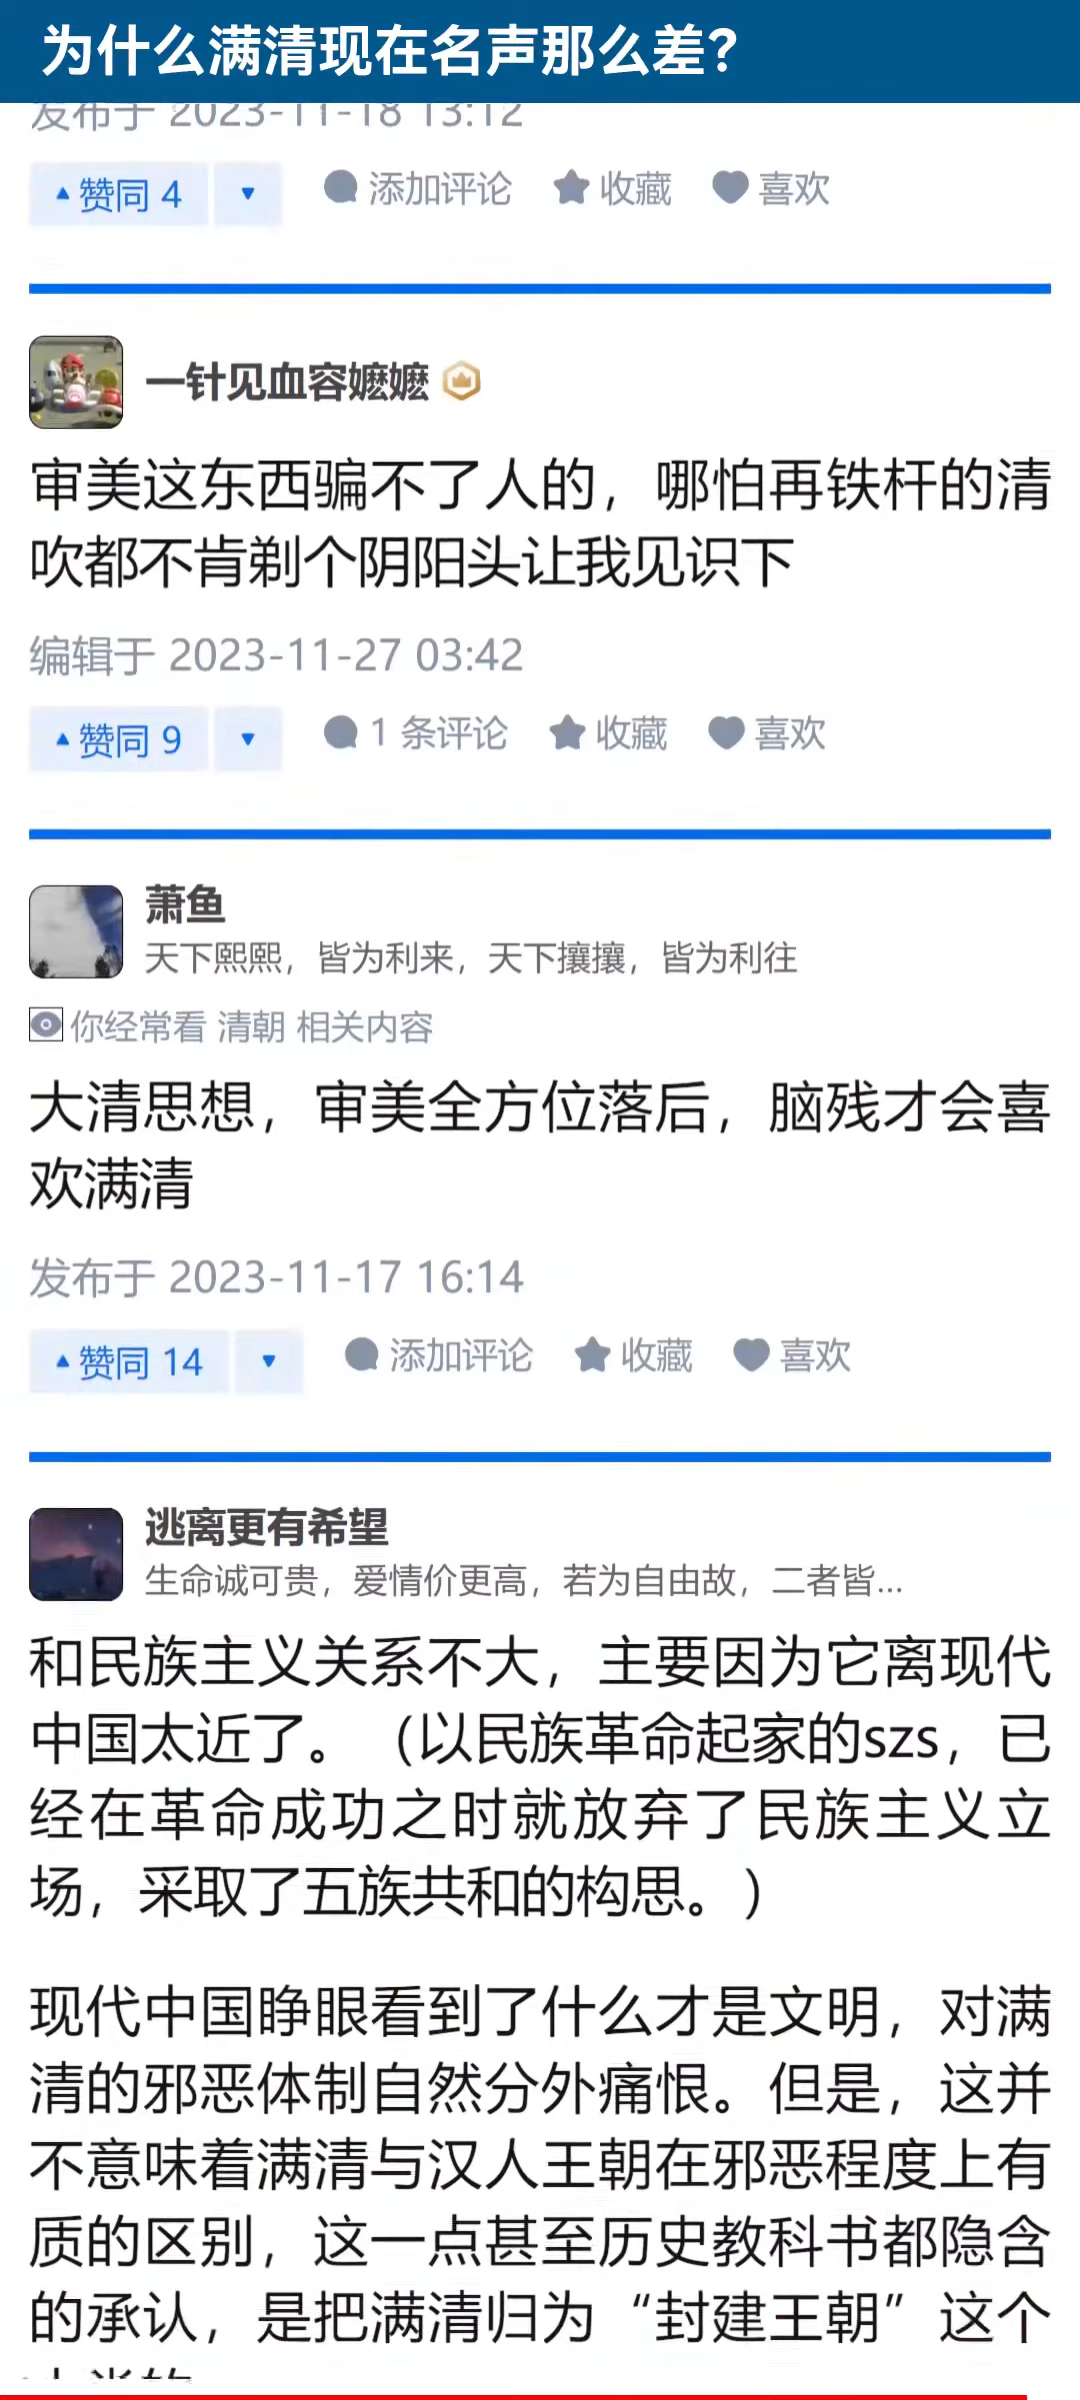 为什么满清现在名声那么差?
发布于 2023-11-18 13:12
赞同 4 添加评论 收藏 喜欢
一针见血容嬷嬷
审美这东西骗不了人的，哪怕再铁杆的清
吹都不肯剃个阴阳头让我见识下
编辑于 2023-11-27 03:42
赞同 9 1 条评论 收藏 喜欢
萧鱼
天下熙熙，皆为利来，天下攘攘，皆为利往
你经常看 清朝 相关内容
大清思想，审美全方位落后，脑残才会喜
欢满清
发布于 2023-11-17 16:14
赞同 14 添加评论 收藏 喜欢
逃离更有希望
生命诚可贵，爱情价更高，若为自由故，二者皆...
和民族主义关系不大，主要因为它离现代
中国太近了。（以民族革命起家的szs，已
经在革命成功之时就放弃了民族主义立
场，采取了五族共和的构思。）
现代中国睁眼看到了什么才是文明，对满
清的邪恶体制自然分外痛恨。但是，这并
不意味着满清与汉人王朝在邪恶程度上有
质的区别，这一点甚至历史教科书都隐含
的承认，是把满清归为“封建王朝”这个